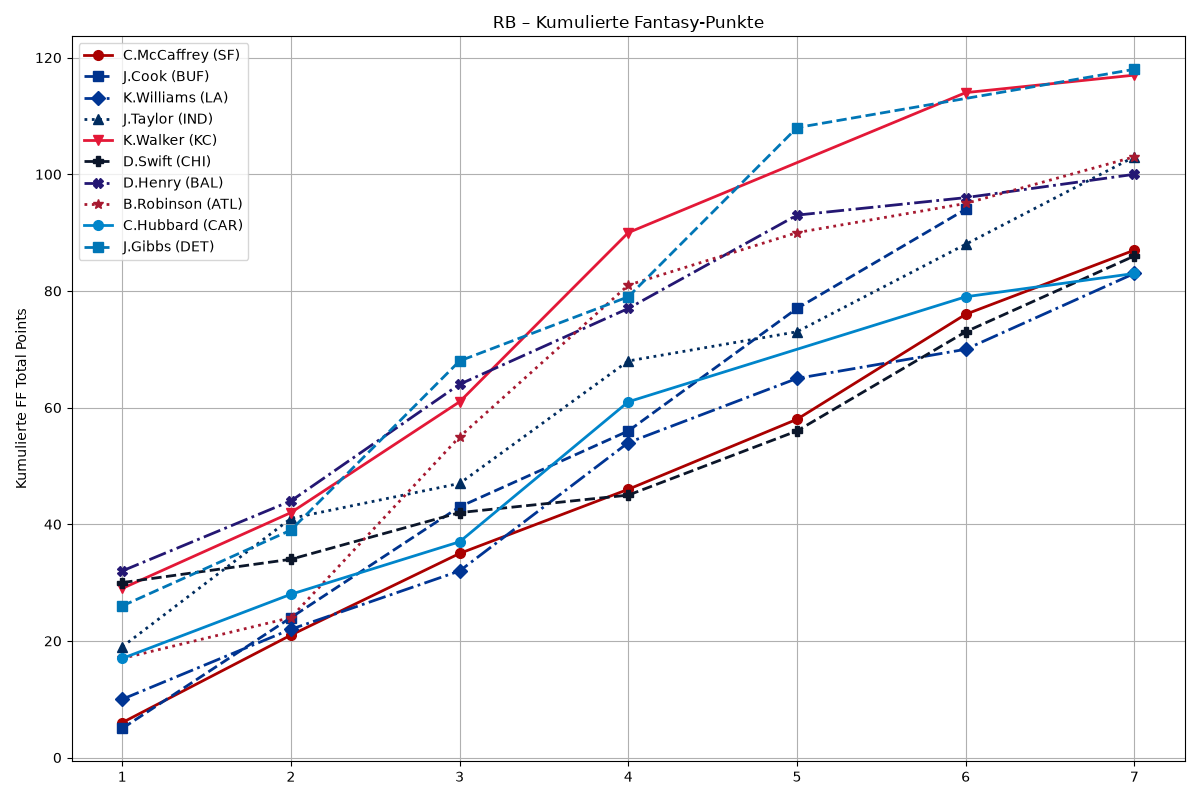 RB – Kumulierte Fantasy-Punkte
Kumulierte FF Total Points
120
100
80
60
40
20
0
C.McCaffrey (SF)
J.Cook (BUF)
K.Williams (LA)
J.Taylor (IND)
K.Walker (KC)
D.Swift (CHI)
D.Henry (BAL)
B.Robinson (ATL)
C.Hubbard (CAR)
J.Gibbs (DET)
1 2 3 4 5 6 7